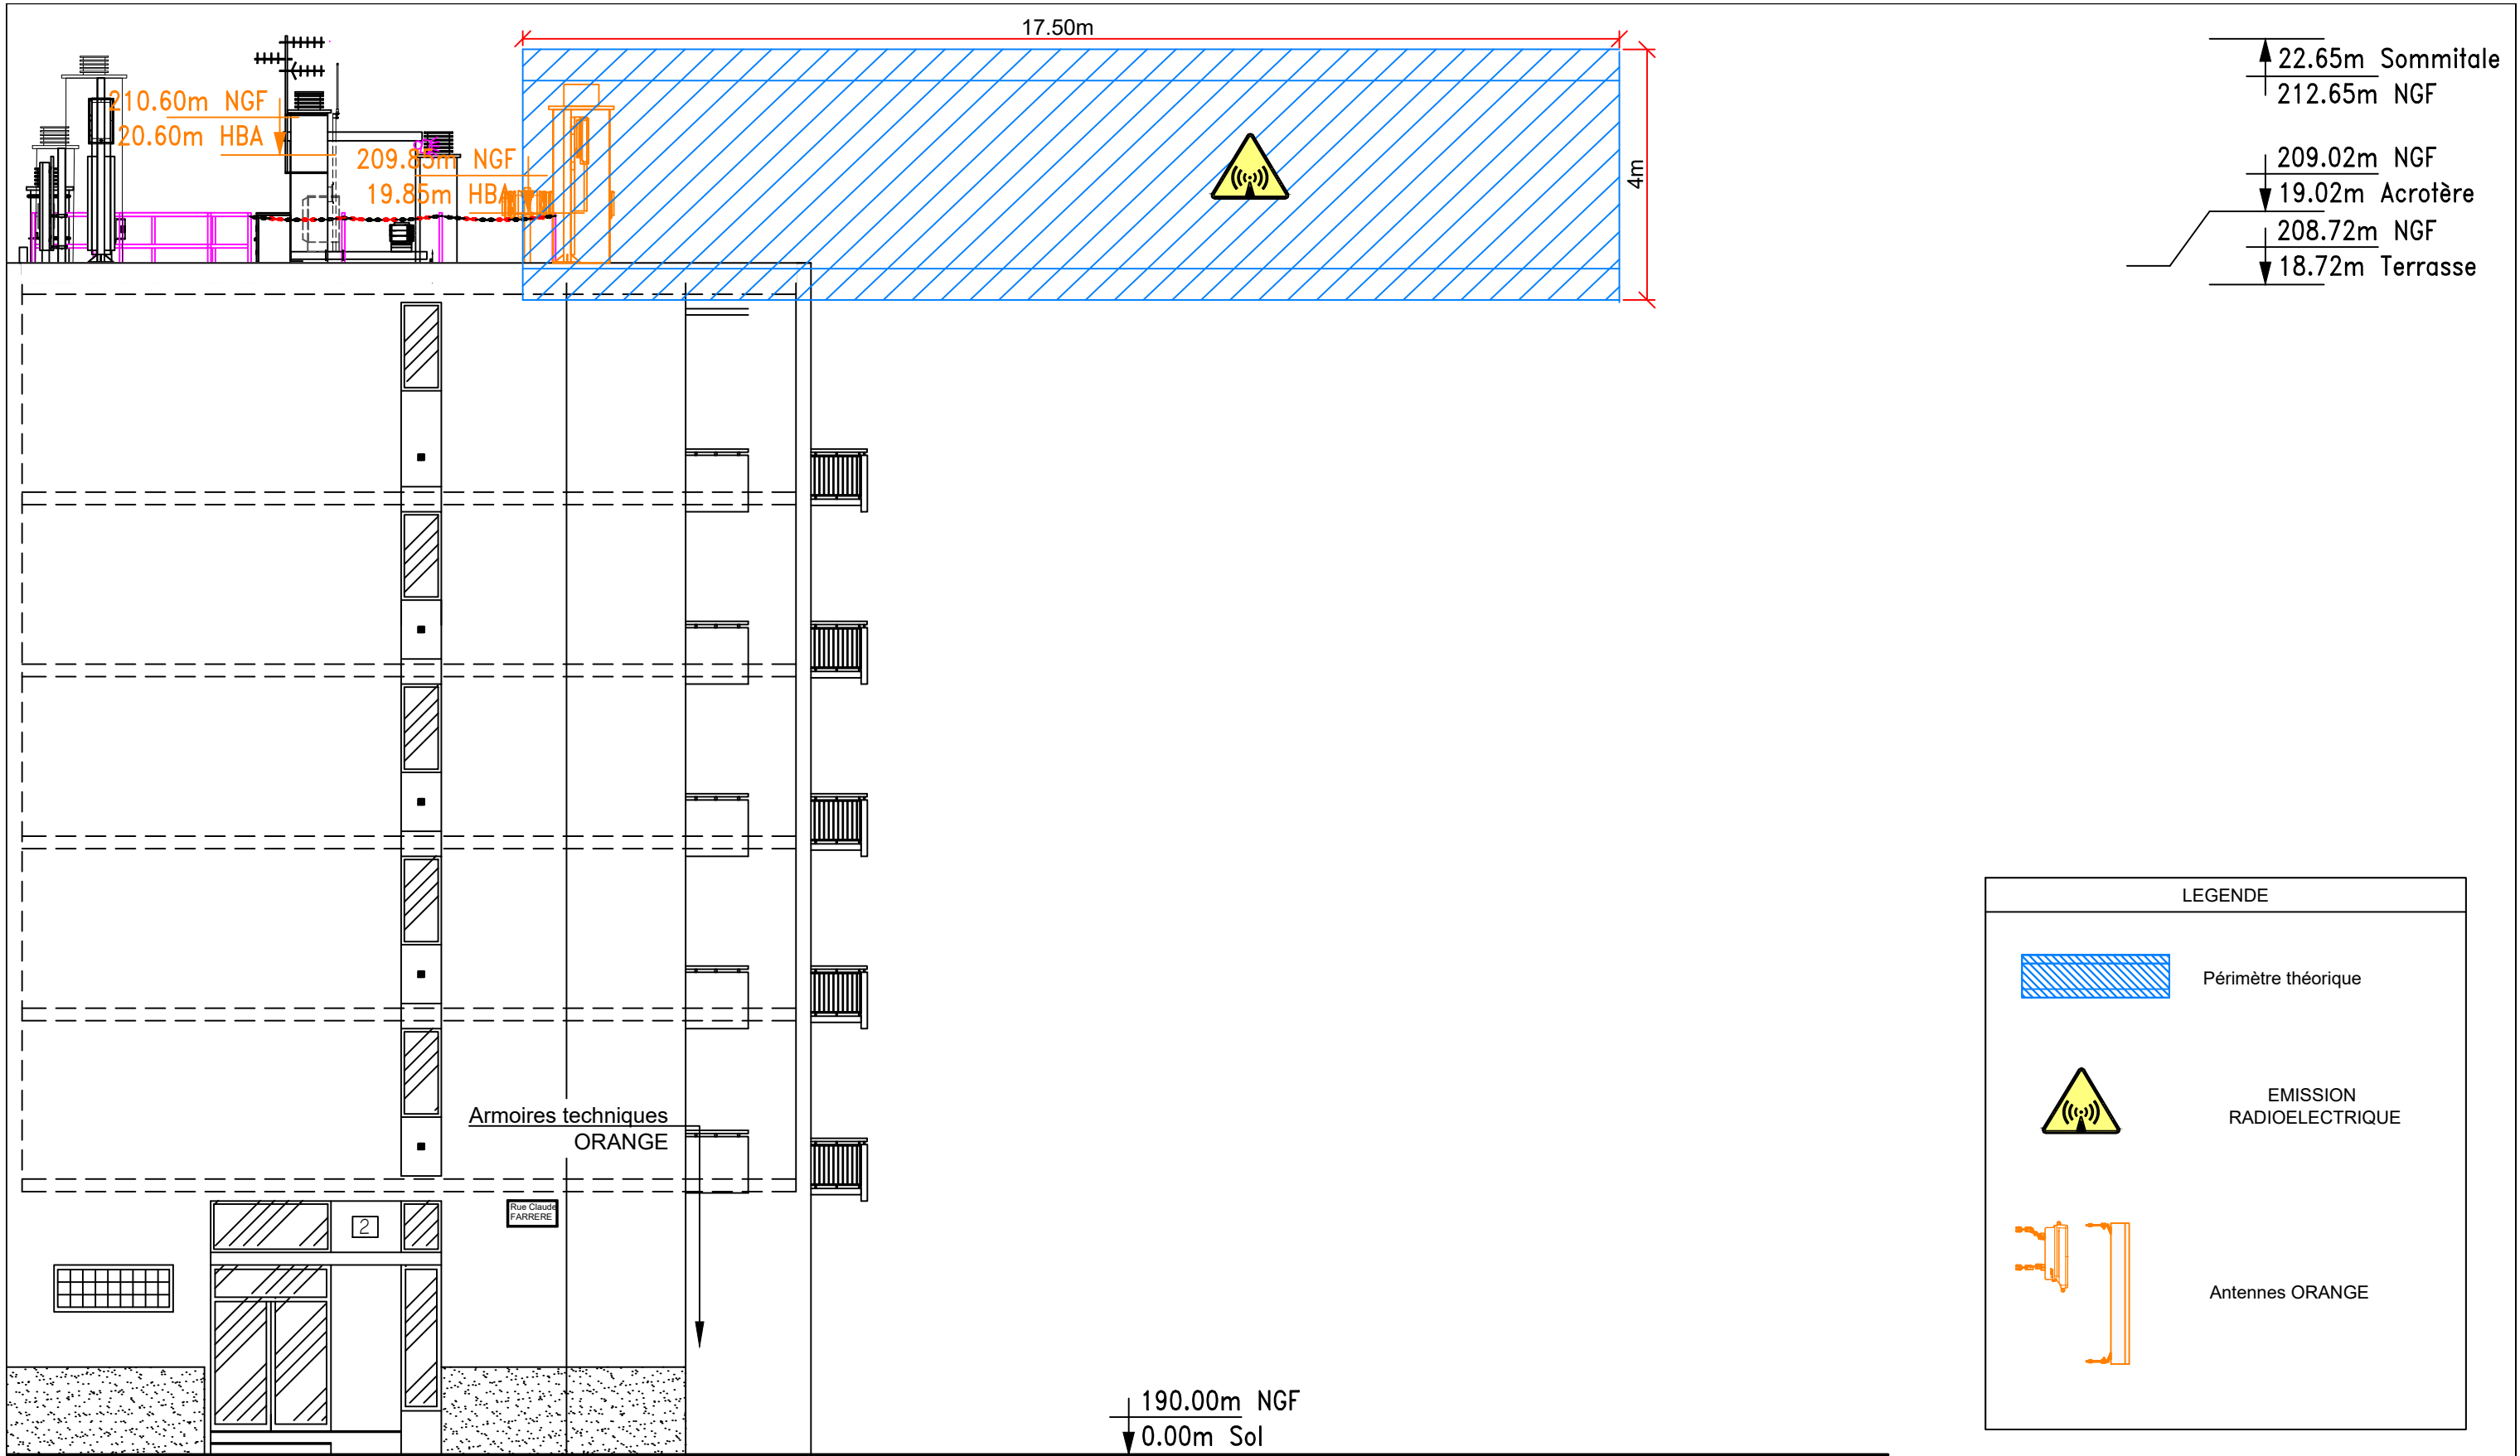 17.50m
22.65m Sommitale
212.65m NGF
210.60m NGF
20.60m HBA
209.85m NGF
19.85m HBA
4m
209.02m NGF
19.02m Acrotère
208.72m NGF
18.72m Terrasse
LEGENDE
Périmètre théorique
EMISSION
RADIOELECTRIQUE
Antennes ORANGE
Armoires techniques
ORANGE
Rue Claude
FARRERE
2
190.00m NGF
0.00m Sol